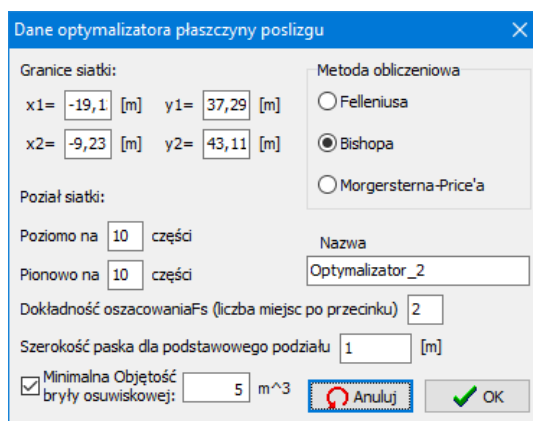 Dane optymalizatora płaszczyzny poslizgu
Granice siatki:
x1= -19,1 [m] y1= 37,29 [m]
x2= -9,23 [m] y2= 43,11 [m]
Metoda obliczeniowa
Felleniusa
Bishopa
Morgersterna-Price'a
Poział siatki:
Poziomo na 10 części
Pionowo na 10 części
Nazwa
Optymalizator_2
Dokładność oszacowaniaFs (liczba miejsc po przecinku) 2
Szerokość paska dla podstawowego podziału 1 [m]
Minimalna Objętość
bryły osuwiskowej: 5 m^3
Anuluj
OK